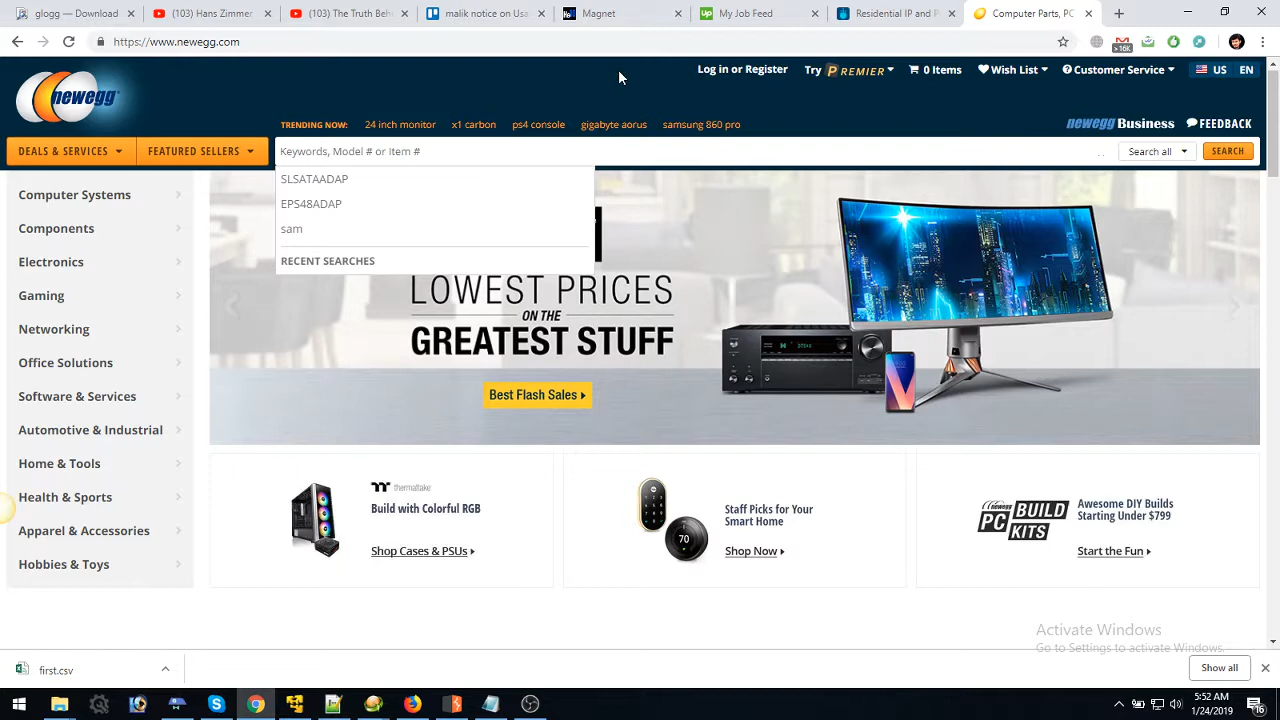 glogg — Download
(103) Hans Zimmer
(103) The Truth Beh
malik notice on Usa
Magnet
My Job Feed
Residential IP and P
Computer Parts, PC
https://www.newegg.com
>16K
newegg
Log in or Register
Try PREMIER
0 Items
Wish List
Customer Service
US EN
TRENDING NOW: 24 inch monitor x1 carbon ps4 console gigabyte aorus samsung 860 pro
newegg Business
FEEDBACK
DEALS & SERVICES
FEATURED SELLERS
Keywords, Model # or Item #
Search all
SEARCH
SLSATAADAP
EPS48ADAP
sam
RECENT SEARCHES
Computer Systems
Components
Electronics
Gaming
Networking
Office Solutions
Software & Services
Automotive & Industrial
Home & Tools
Health & Sports
Apparel & Accessories
Hobbies & Toys
LOWEST PRICES
ON THE
GREATEST STUFF
Best Flash Sales
thermaltake
Build with Colorful RGB
Shop Cases & PSUs
70
Staff Picks for Your
Smart Home
Shop Now
newegg
PC BUILD
KITS
Awesome DIY Builds
Starting Under $799
Start the Fun
Activate Windows
Go to Settings to activate Windows.
first.csv
Show all
5:52 AM
1/24/2019
16